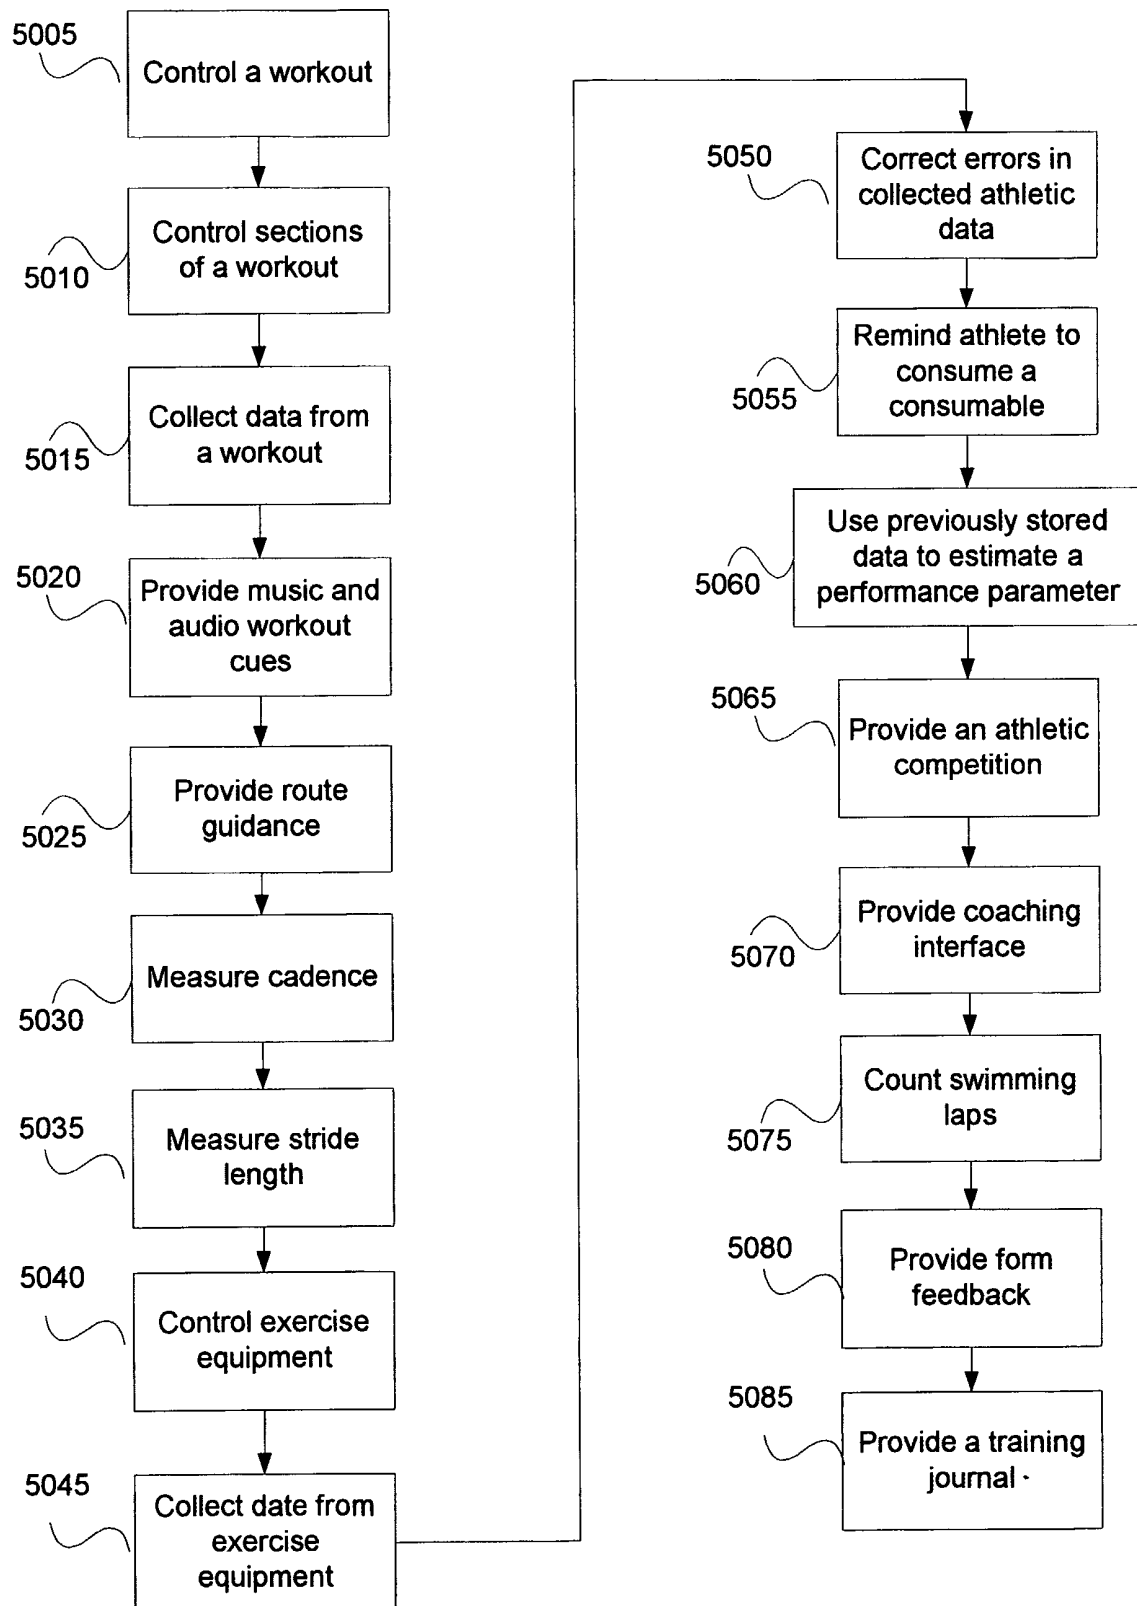 5005
Control a workout
Control sections
of a workout
5010
Collect data from
a workout
5015
5020
Provide music and
audio workout
cues
Provide route
guidance
5025
Measure cadence
5030
5035
Measure stride
length
5040
Control exercise
equipment
5045
Collect date from
exercise
equipment
5050
Correct errors in
collected athletic
data
Remind athlete to
consume a
consumable
5055
Use previously stored
data to estimate a
performance parameter
5060
5065
Provide an athletic
competition
Provide coaching
interface
5070
Count swimming
laps
5075
5080
Provide form
feedback
5085
Provide a training
journal